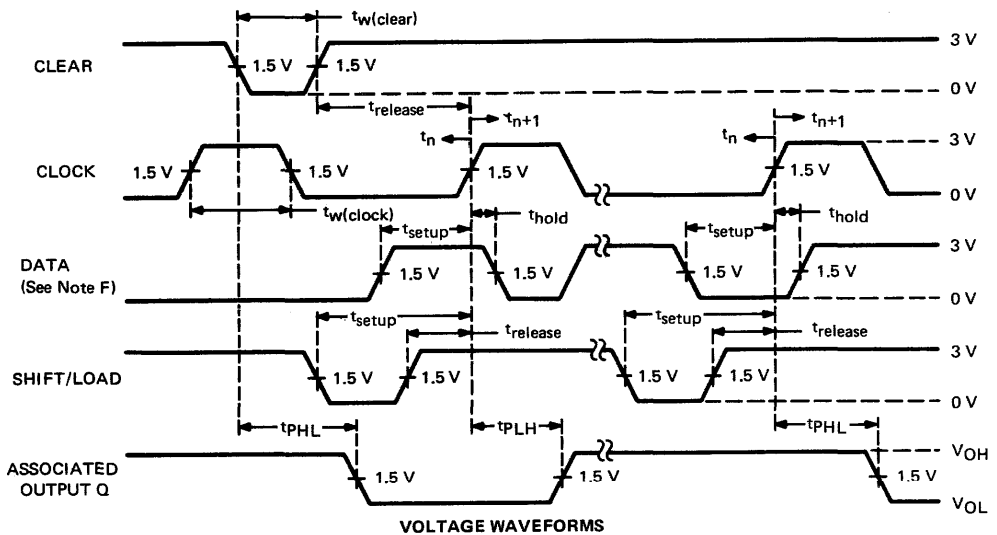 tw(clear)
CLEAR
1.5 V
1.5 V
3 V
0 V
trelease
tn
tn+1
tn
tn+1
CLOCK
1.5 V
1.5 V
1.5 V
1.5 V
3 V
0 V
tw(clock)
tsetup
thold
tsetup
thold
DATA
(See Note F)
1.5 V
1.5 V
1.5 V
1.5 V
3 V
0 V
tsetup
trelease
tsetup
trelease
SHIFT/LOAD
1.5 V
1.5 V
1.5 V
1.5 V
3 V
0 V
tPHL
tPLH
tPHL
ASSOCIATED
OUTPUT Q
1.5 V
1.5 V
1.5 V
VOH
VOL
VOLTAGE WAVEFORMS